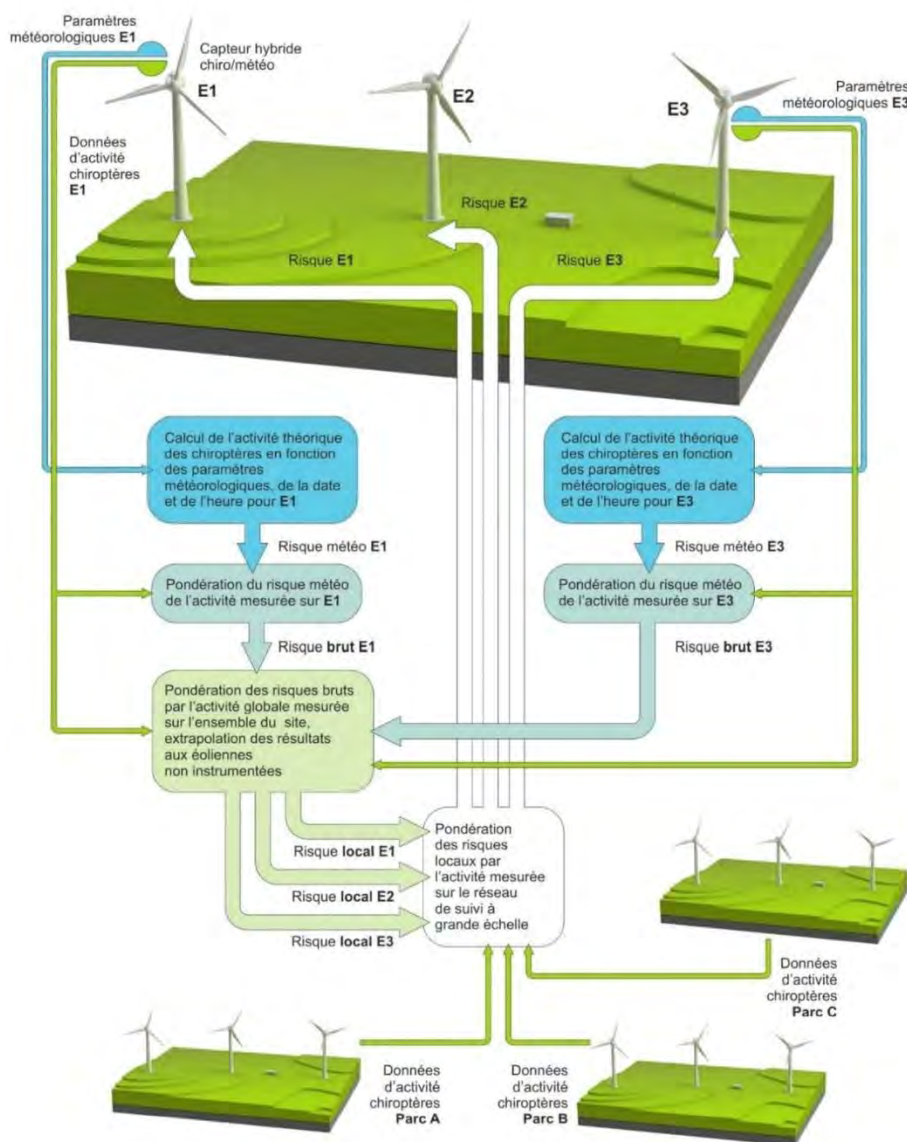 Paramètres
météorologiques E1
Capteur hybride
chiro/météo
E1
E2
E3
Paramètres
météorologiques E3
Données
d'activité
chiroptères
E1
Risque E2
Risque E1
Risque E3
Calcul de l'activité théorique
des chiroptères en fonction
des paramètres
météorologiques, de la date
et de l'heure pour E1
Calcul de l'activité théorique
des chiroptères en fonction
des paramètres
météorologiques, de la date
et de l'heure pour E3
Risque météo E1
Risque météo E3
Pondération du risque météo
de l'activité mesurée sur E1
Pondération du risque météo
de l'activité mesurée sur E3
Risque brut E1
Risque brut E3
Pondération des risques bruts
par l'activité globale mesurée
sur l'ensemble du site,
extrapolation des résultats
aux éoliennes
non instrumentées
Risque local E1
Risque local E2
Risque local E3
Pondération
des risques
locaux par
l'activité mesurée
sur le réseau
de suivi à
grande échelle
Données
d'activité
chiroptères
Parc C
Données
d'activité
chiroptères
Parc A
Données
d'activité
chiroptères
Parc B